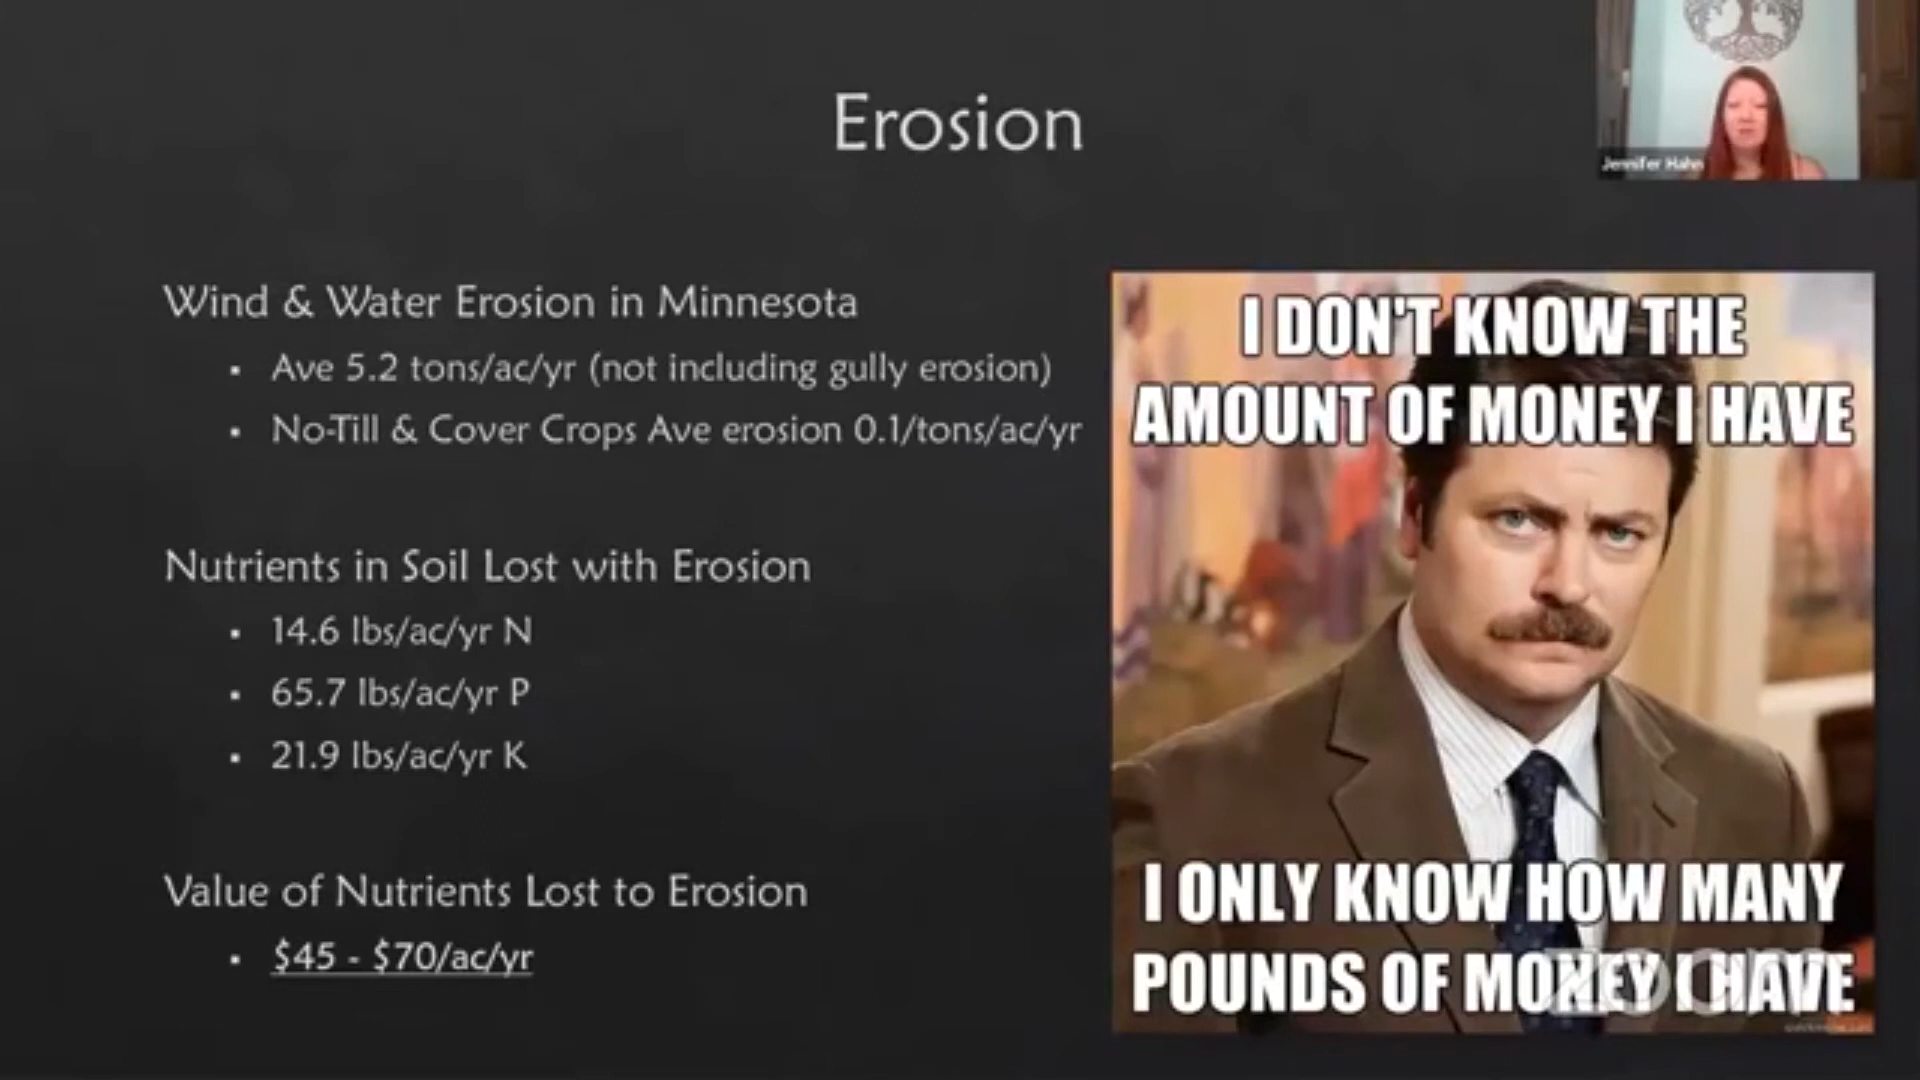 Erosion
Jennifer Hahn
Wind & Water Erosion in Minnesota
▪ Ave 5.2 tons/ac/yr (not including gully erosion)
▪ No-Till & Cover Crops Ave erosion 0.1/tons/ac/yr
Nutrients in Soil Lost with Erosion
▪ 14.6 lbs/ac/yr N
▪ 65.7 lbs/ac/yr P
▪ 21.9 lbs/ac/yr K
Value of Nutrients Lost to Erosion
▪ $45 - $70/ac/yr
I DON'T KNOW THE
AMOUNT OF MONEY I HAVE
I ONLY KNOW HOW MANY
POUNDS OF MONEY I HAVE
zoom